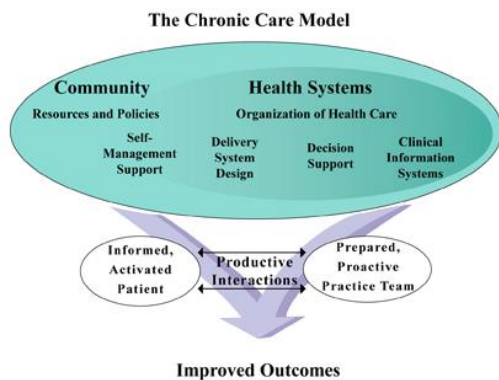 The Chronic Care Model
Community
Resources and Policies
Health Systems
Organization of Health Care
Self-
Management
Support
Delivery
System
Design
Decision
Support
Clinical
Information
Systems
Informed,
Activated
Patient
Productive
Interactions
Prepared,
Proactive
Practice Team
Improved Outcomes